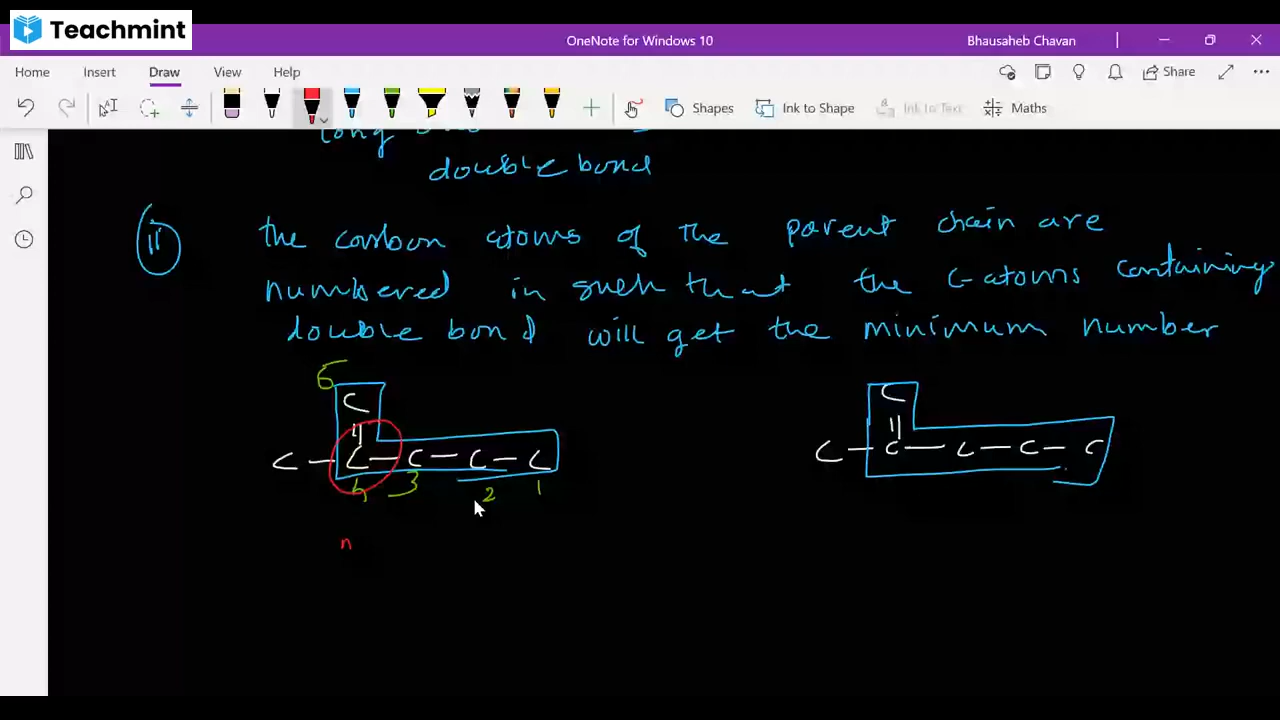 Teachmint
OneNote for Windows 10
Bhausaheb Chavan
Home Insert Draw View Help
Share
Shapes
Ink to Shape
Ink to Text
Maths
long
double bond
ii
the carbon atoms of the parent chain are
numbered in such that the C-atoms containing
double bond will get the minimum number
5
C
C
C - C - C - C - C
C - C - C - C - C
4 3 2 1
n